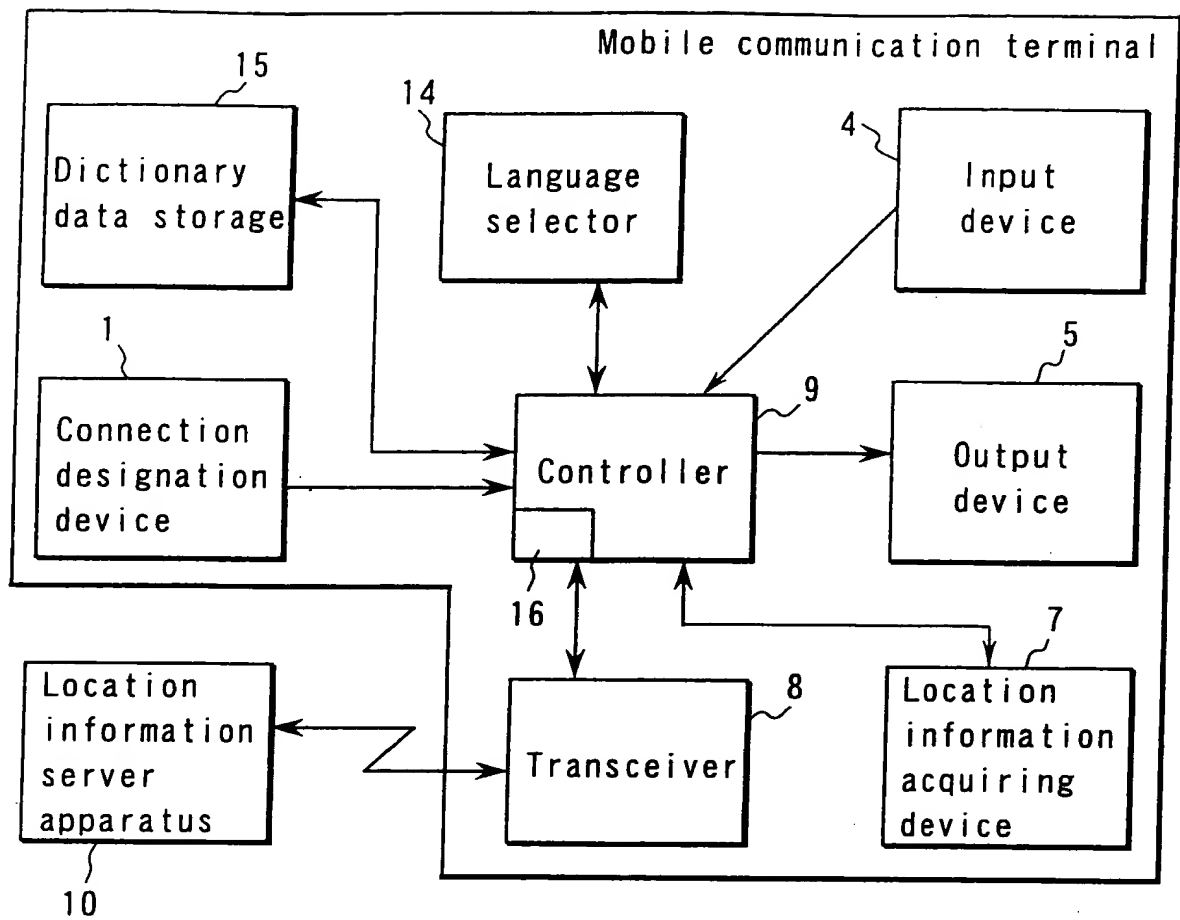 Mobile communication terminal
15
14
4
Dictionary
data storage
Language
selector
Input
device
1
9
5
Connection
designation
device
Controller
Output
device
16
7
8
Location
information
server
apparatus
Transceiver
Location
information
acquiring
device
10